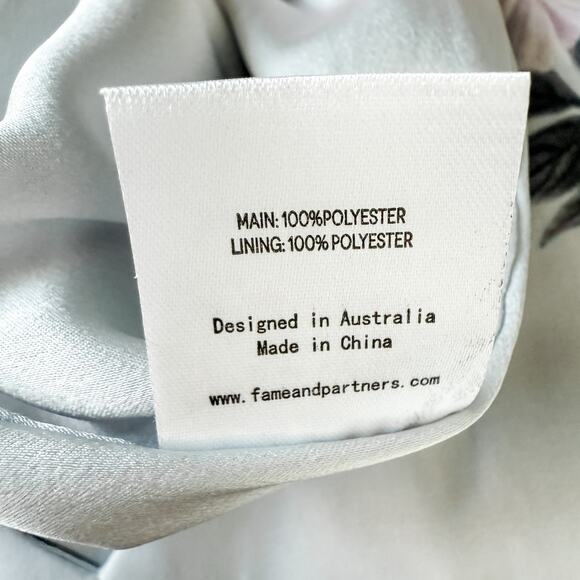 MAIN: 100%POLYESTER
LINING: 100% POLYESTER
Designed in Australia
Made in China
www.fameandpartners.com